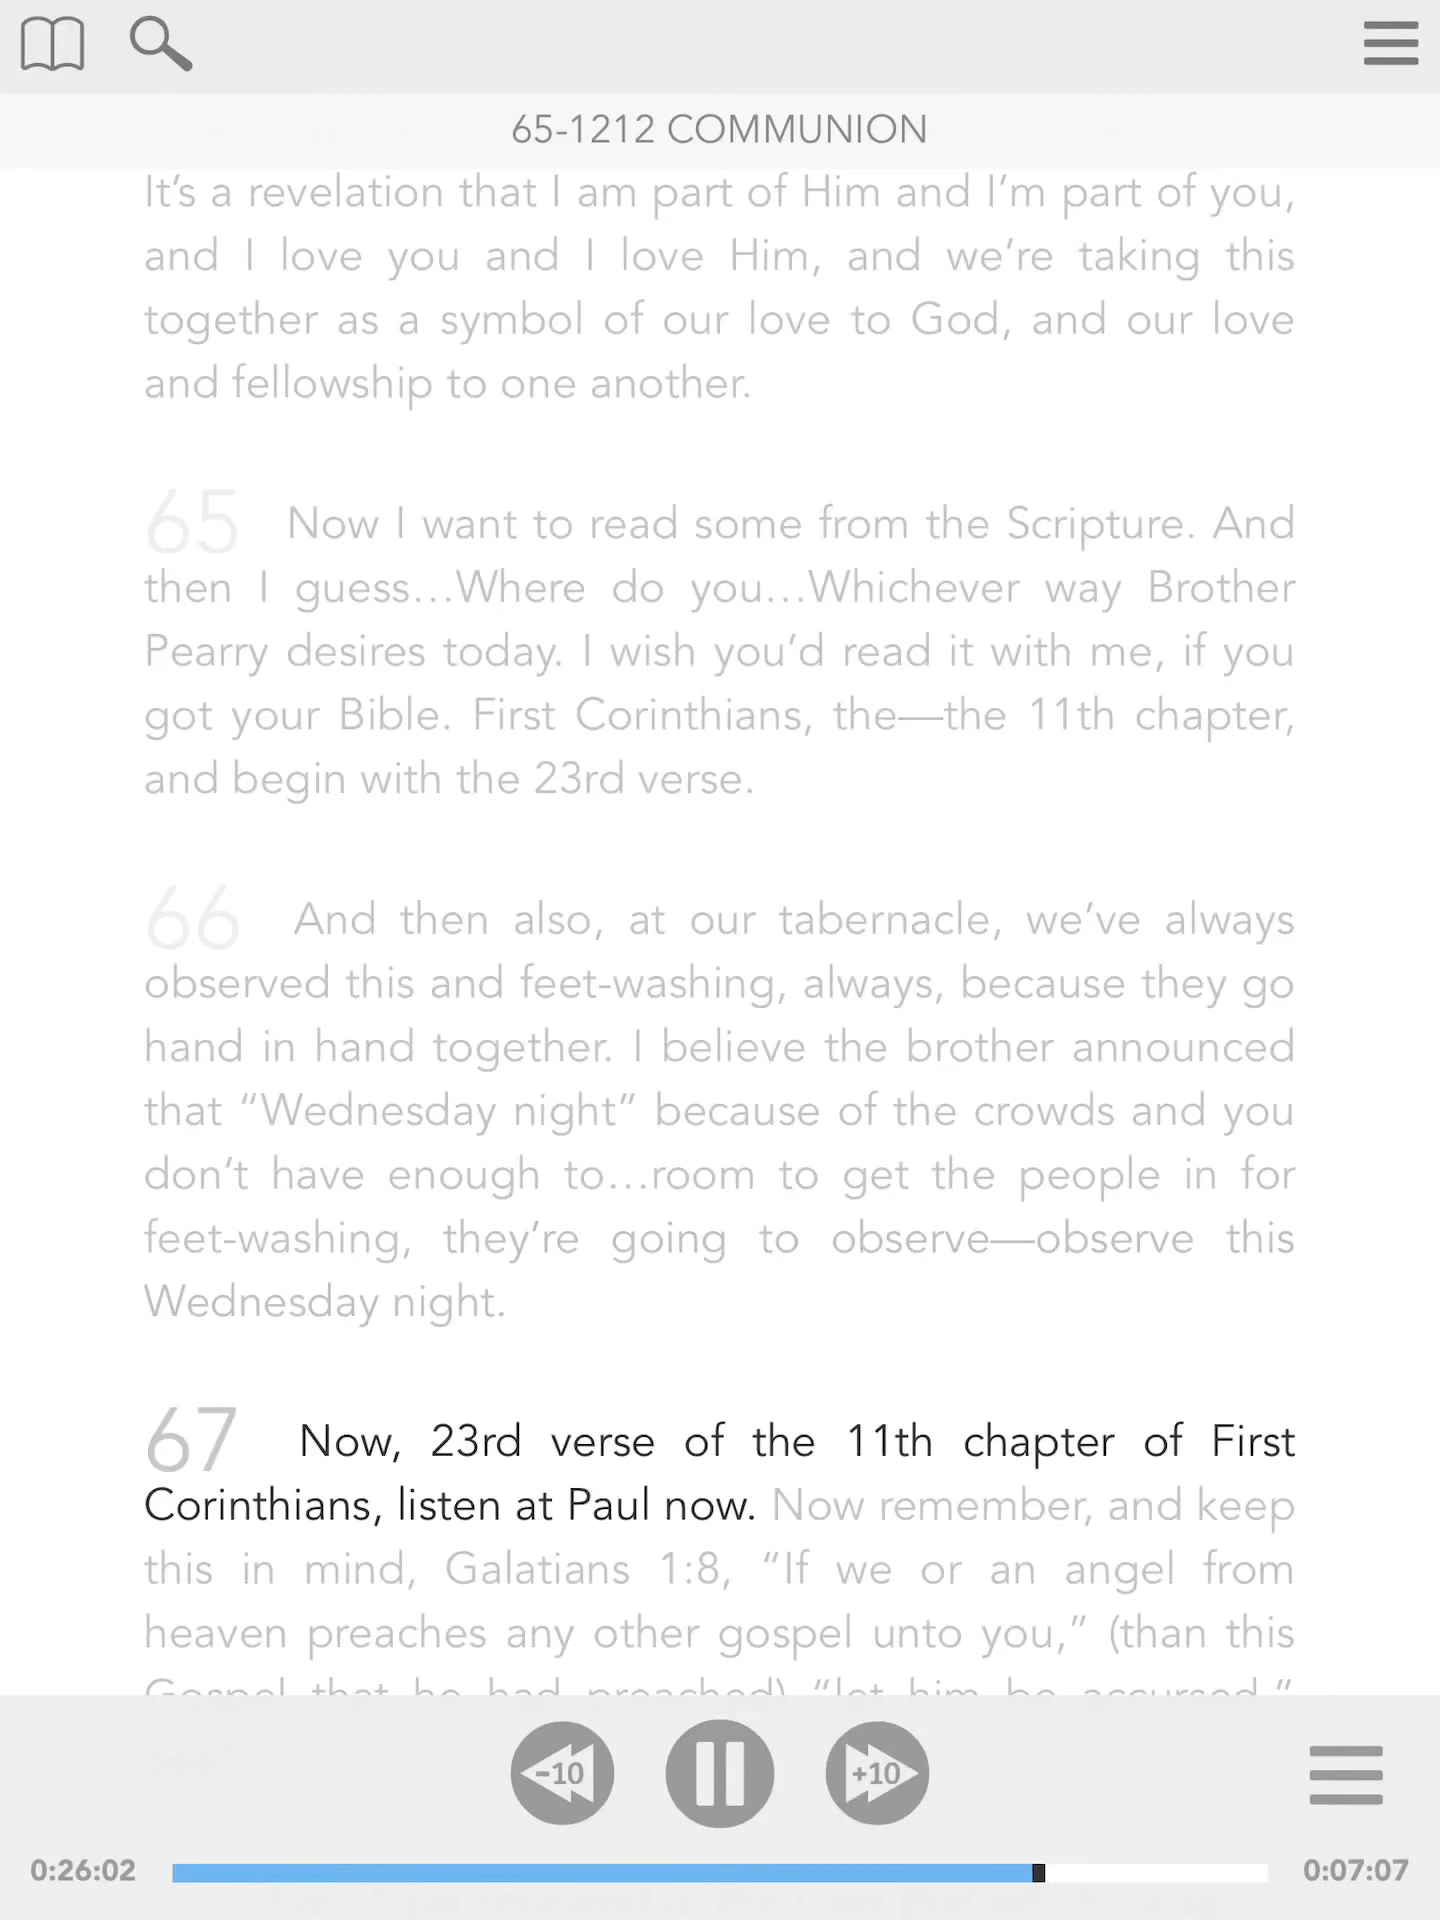 65-1212 COMMUNION
It’s a revelation that I am part of Him and I’m part of you,
and I love you and I love Him, and we’re taking this
together as a symbol of our love to God, and our love
and fellowship to one another.
65 Now I want to read some from the Scripture. And
then I guess…Where do you…Whichever way Brother
Pearry desires today. I wish you’d read it with me, if you
got your Bible. First Corinthians, the—the 11th chapter,
and begin with the 23rd verse.
66 And then also, at our tabernacle, we’ve always
observed this and feet-washing, always, because they go
hand in hand together. I believe the brother announced
that “Wednesday night” because of the crowds and you
don’t have enough to…room to get the people in for
feet-washing, they’re going to observe—observe this
Wednesday night.
67 Now, 23rd verse of the 11th chapter of First
Corinthians, listen at Paul now. Now remember, and keep
this in mind, Galatians 1:8, “If we or an angel from
heaven preaches any other gospel unto you,” (than this
Gospel that he had preached) “let him be accursed.”
-10 +10
0:26:02 0:07:07